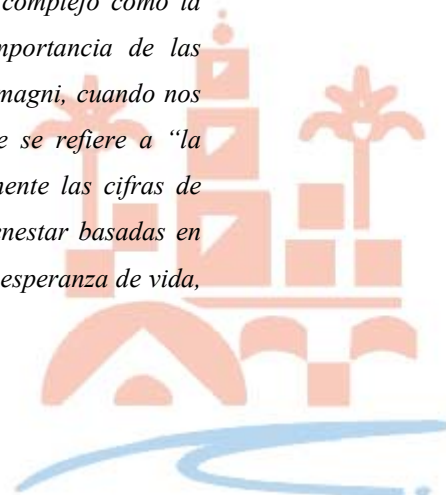 complejo como la
mportancia de las
magni, cuando nos
e se refiere a “la
mente las cifras de
enestar basadas en
esperanza de vida,